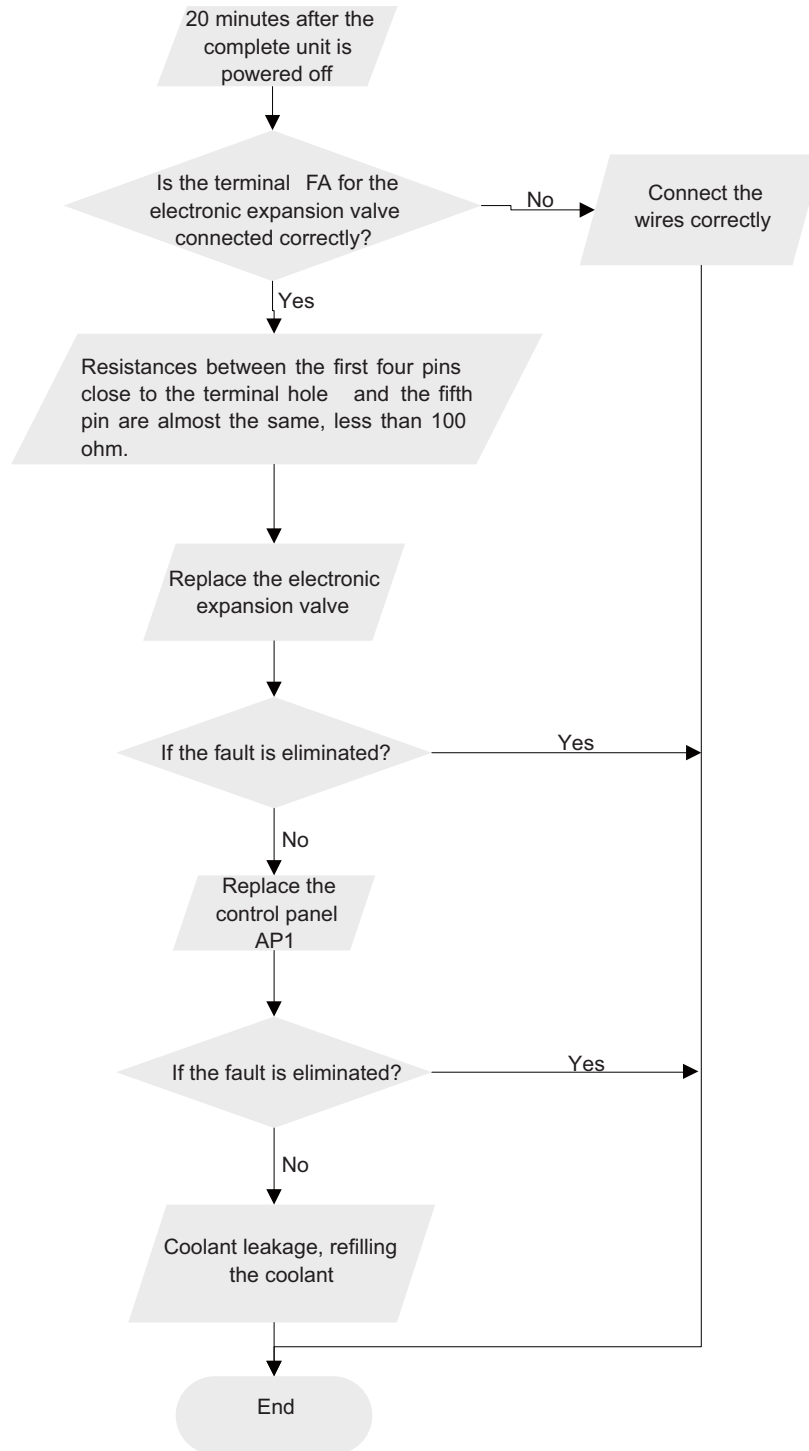 20 minutes after the
complete unit is
powered off
Is the terminal FA for the
electronic expansion valve
connected correctly?
No
Connect the
wires correctly
Yes
Resistances between the first four pins
close to the terminal hole and the fifth
pin are almost the same, less than 100
ohm.
Replace the electronic
expansion valve
If the fault is eliminated?
Yes
No
Replace the
control panel
AP1
If the fault is eliminated?
Yes
No
Coolant leakage, refilling
the coolant
End